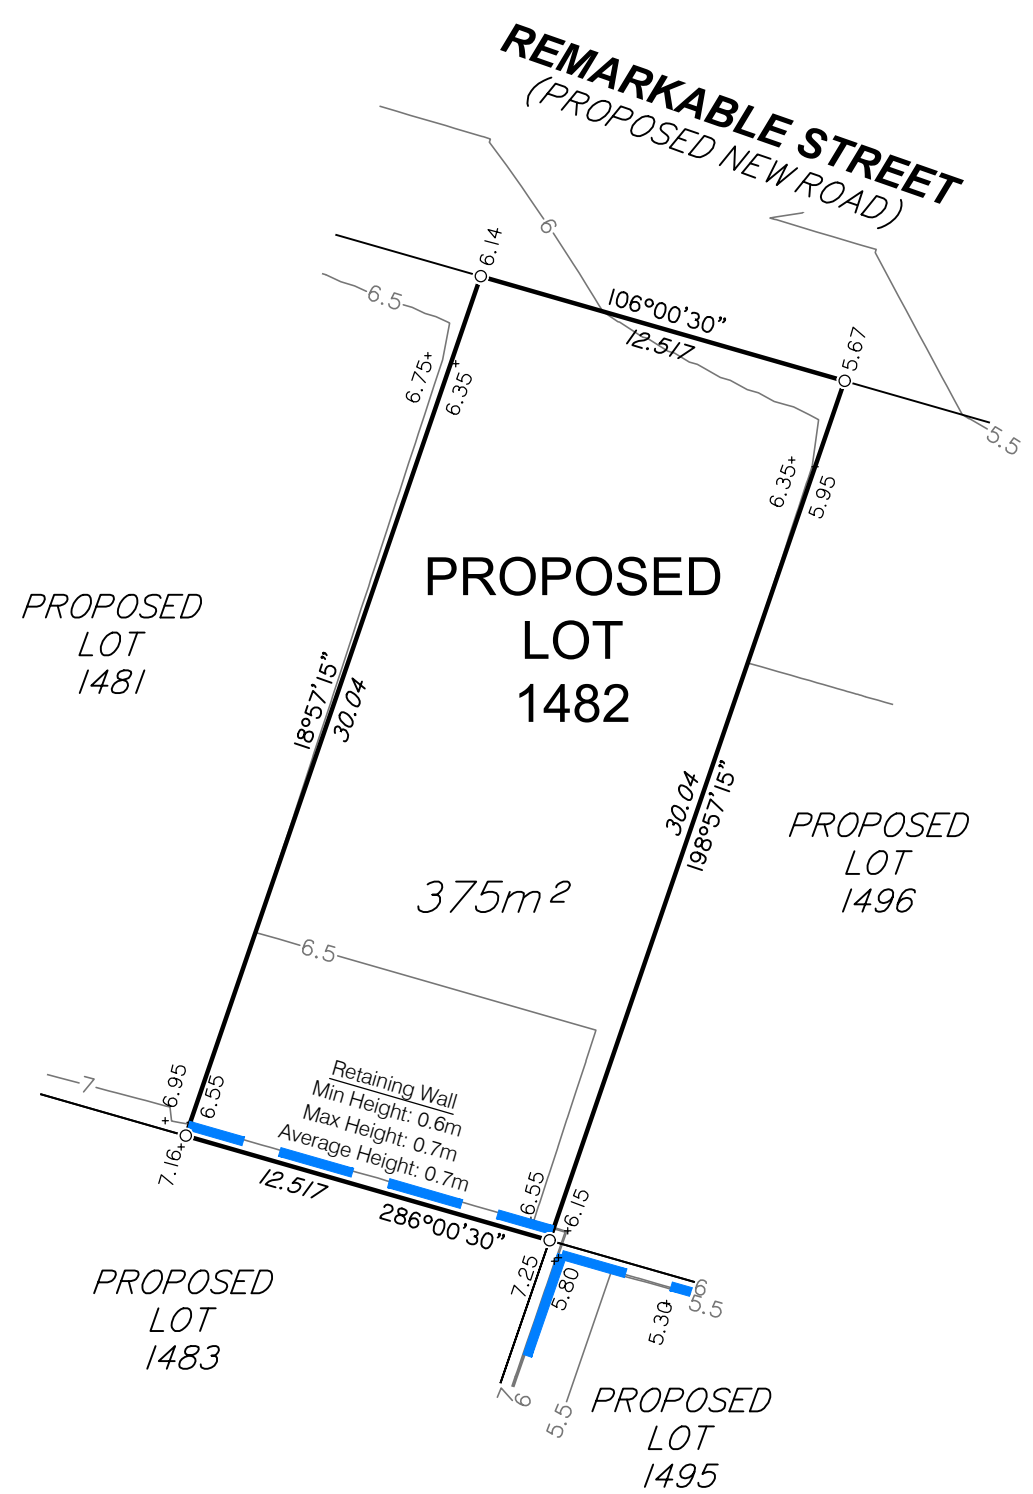 REMARKABLE STREET
(PROPOSED NEW ROAD)
6
6.14
6.5
106°00'30"
12.517
5.67
5.5
6.75
6.35
6.35
5.95
PROPOSED
LOT
1482
PROPOSED
LOT
1481
18°57'15"
30.04
30.04
198°57'15"
PROPOSED
LOT
1496
375m²
6.5
7
6.95
6.55
Retaining Wall
Min Height: 0.6m
Max Height: 0.7m
Average Height: 0.7m
7.16
12.517
286°00'30"
6.55
6.15
7.25
5.80
5.30
6
5.5
PROPOSED
LOT
1483
7
6
5.5
PROPOSED
LOT
1495